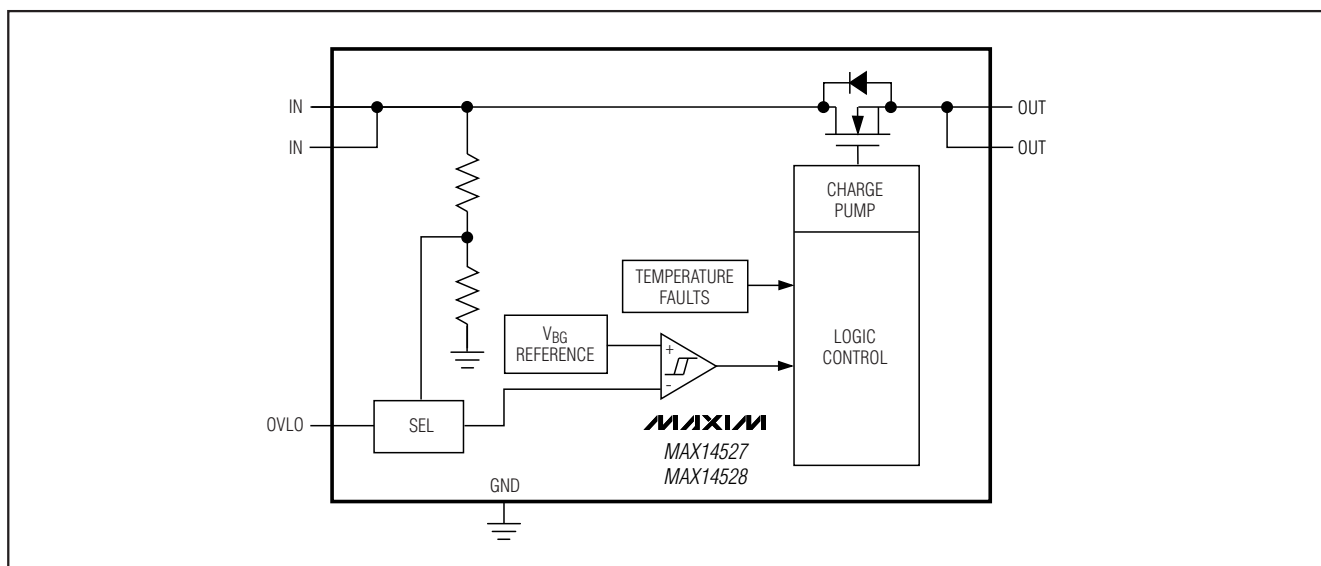 IN
OUT
IN
OUT
CHARGE
PUMP
TEMPERATURE
FAULTS
VBG
REFERENCE
+
-
LOGIC
CONTROL
OVLO
SEL
MAXIM
MAX14527
MAX14528
GND